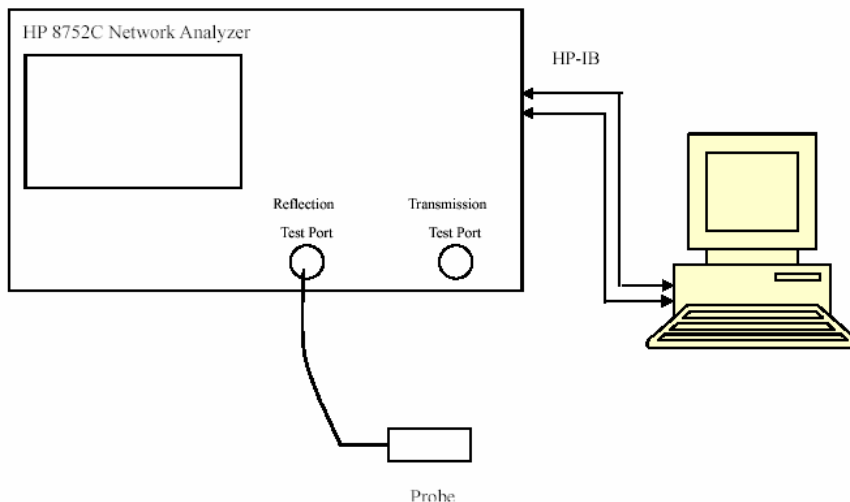 HP 8752C Network Analyzer
HP-IB
Reflection
Test Port
Transmission
Test Port
Probe